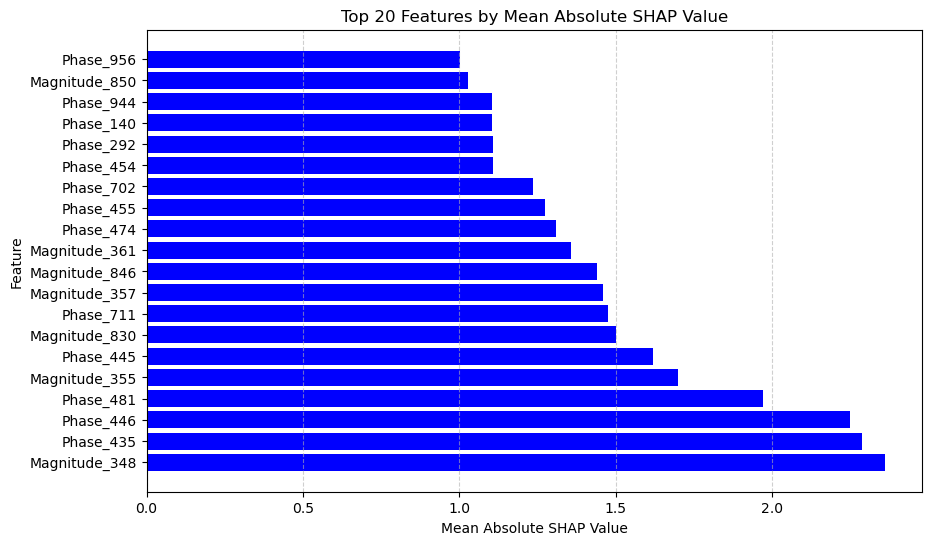 Top 20 Features by Mean Absolute SHAP Value
Feature
Phase_956
Magnitude_850
Phase_944
Phase_140
Phase_292
Phase_454
Phase_702
Phase_455
Phase_474
Magnitude_361
Magnitude_846
Magnitude_357
Phase_711
Magnitude_830
Phase_445
Magnitude_355
Phase_481
Phase_446
Phase_435
Magnitude_348
0.0 0.5 1.0 1.5 2.0
Mean Absolute SHAP Value